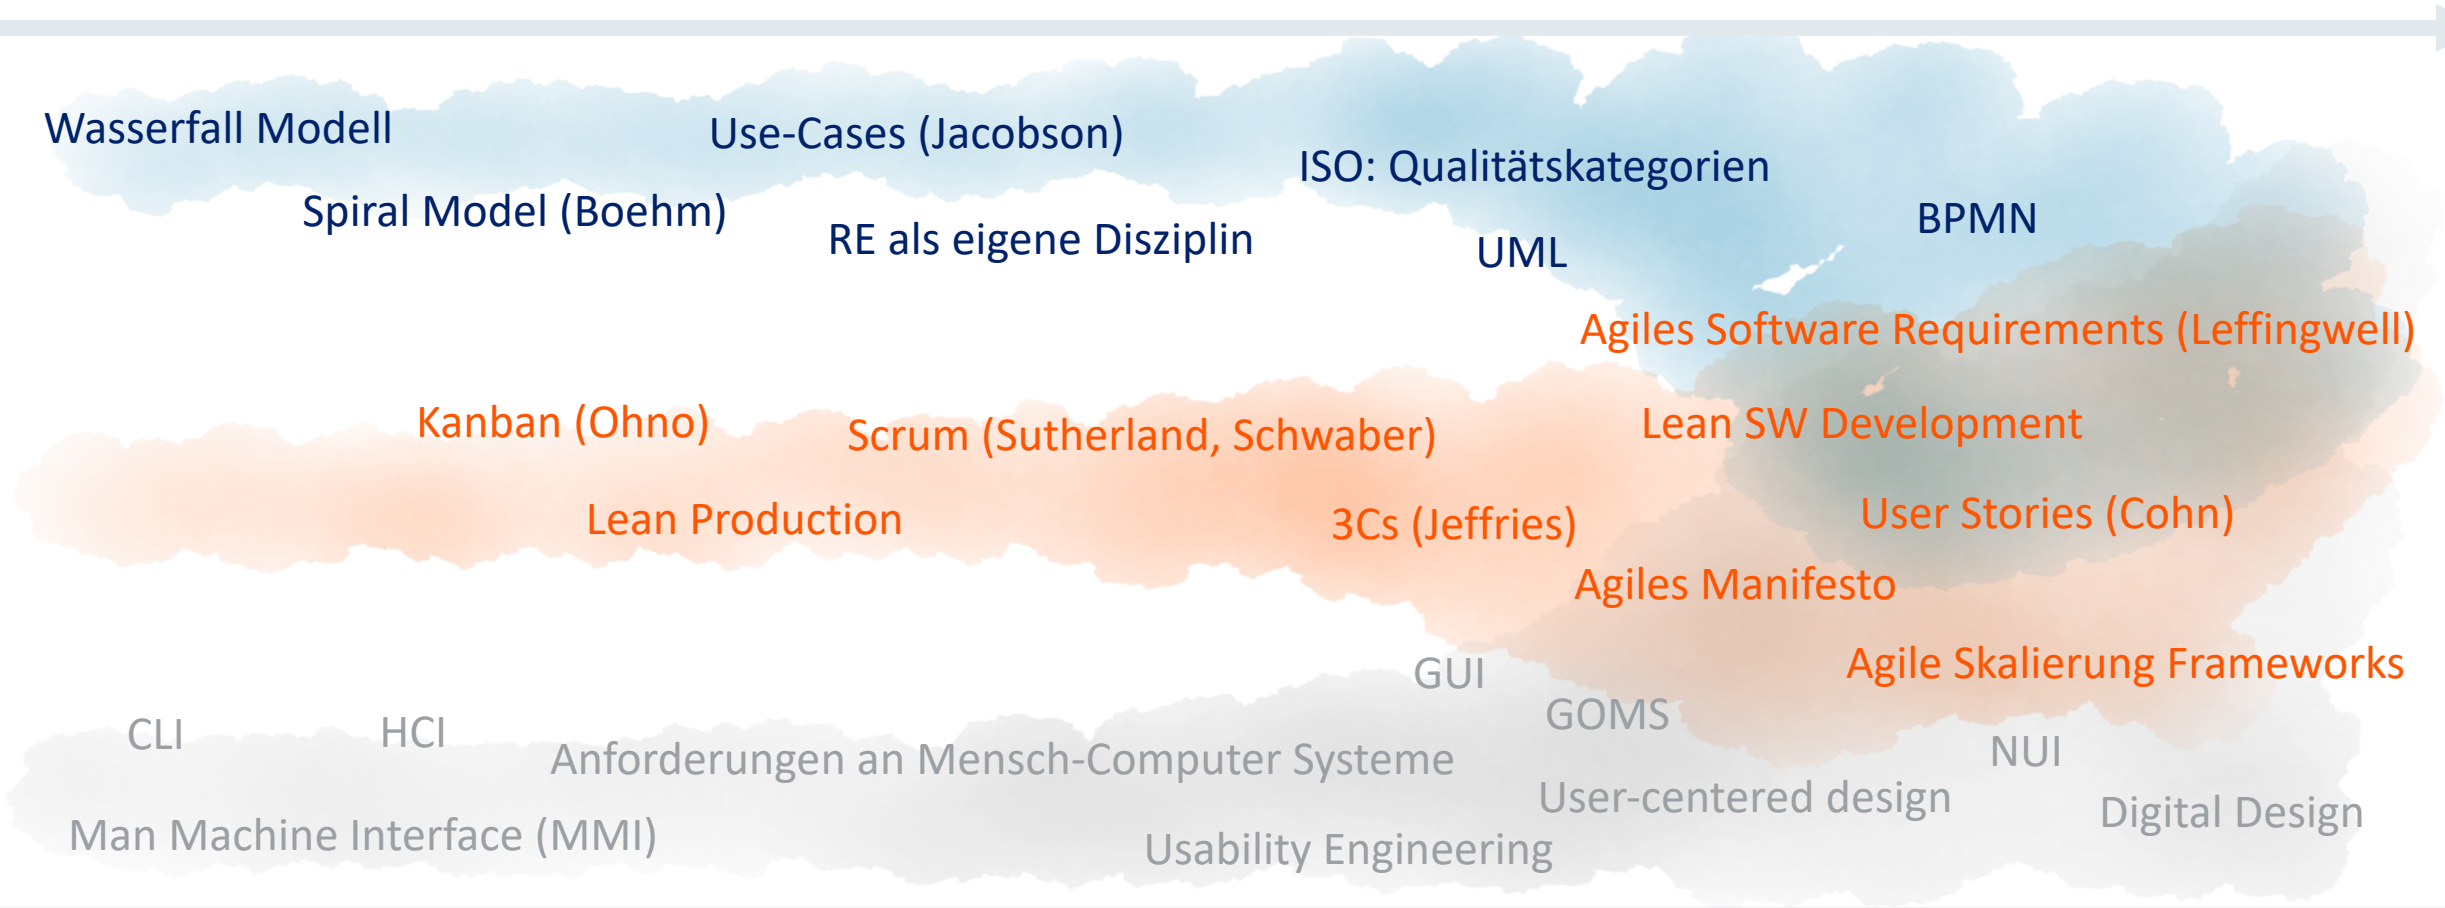 Wasserfall Modell
Use-Cases (Jacobson)
ISO: Qualitätskategorien
Spiral Model (Boehm)
RE als eigene Disziplin
UML
BPMN
Agiles Software Requirements (Leffingwell)
Kanban (Ohno)
Scrum (Sutherland, Schwaber)
Lean SW Development
Lean Production
3Cs (Jeffries)
User Stories (Cohn)
Agiles Manifesto
Agile Skalierung Frameworks
GUI
GOMS
CLI
HCI
Anforderungen an Mensch-Computer Systeme
NUI
User-centered design
Digital Design
Man Machine Interface (MMI)
Usability Engineering